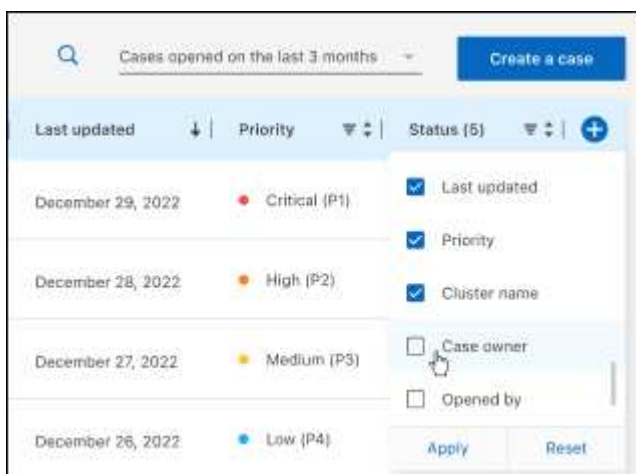 Cases opened on the last 3 months
Create a case
Last updated Priority Status (5)
Last updated
December 29, 2022 Critical (P1)
Priority
December 28, 2022 High (P2)
Cluster name
Case owner
December 27, 2022 Medium (P3)
Opened by
December 26, 2022 Low (P4)
Apply Reset